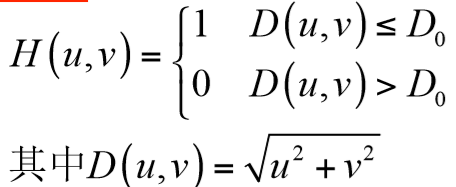 H(u,v) = { 1 D(u,v) ≤ D₀
0 D(u,v) > D₀
其中D(u,v) = √(u² + v²)